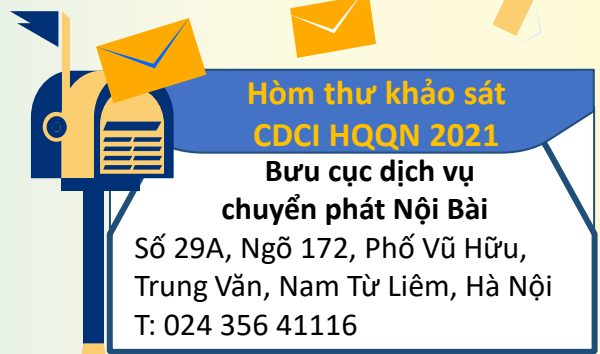 Hòm thư khảo sát
CDCI HQQN 2021
Bưu cục dịch vụ
chuyển phát Nội Bài
Số 29A, Ngõ 172, Phố Vũ Hữu,
Trung Văn, Nam Từ Liêm, Hà Nội
T: 024 356 41116